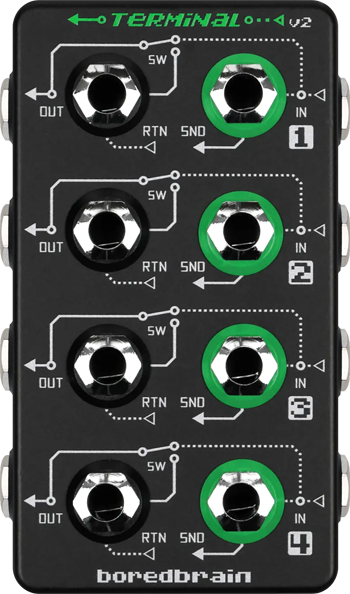 TERMINAL v2
SW
OUT IN
RTN SND 1
SW
OUT IN
RTN SND 2
SW
OUT IN
RTN SND 3
SW
OUT IN
RTN SND 4
boredbrain